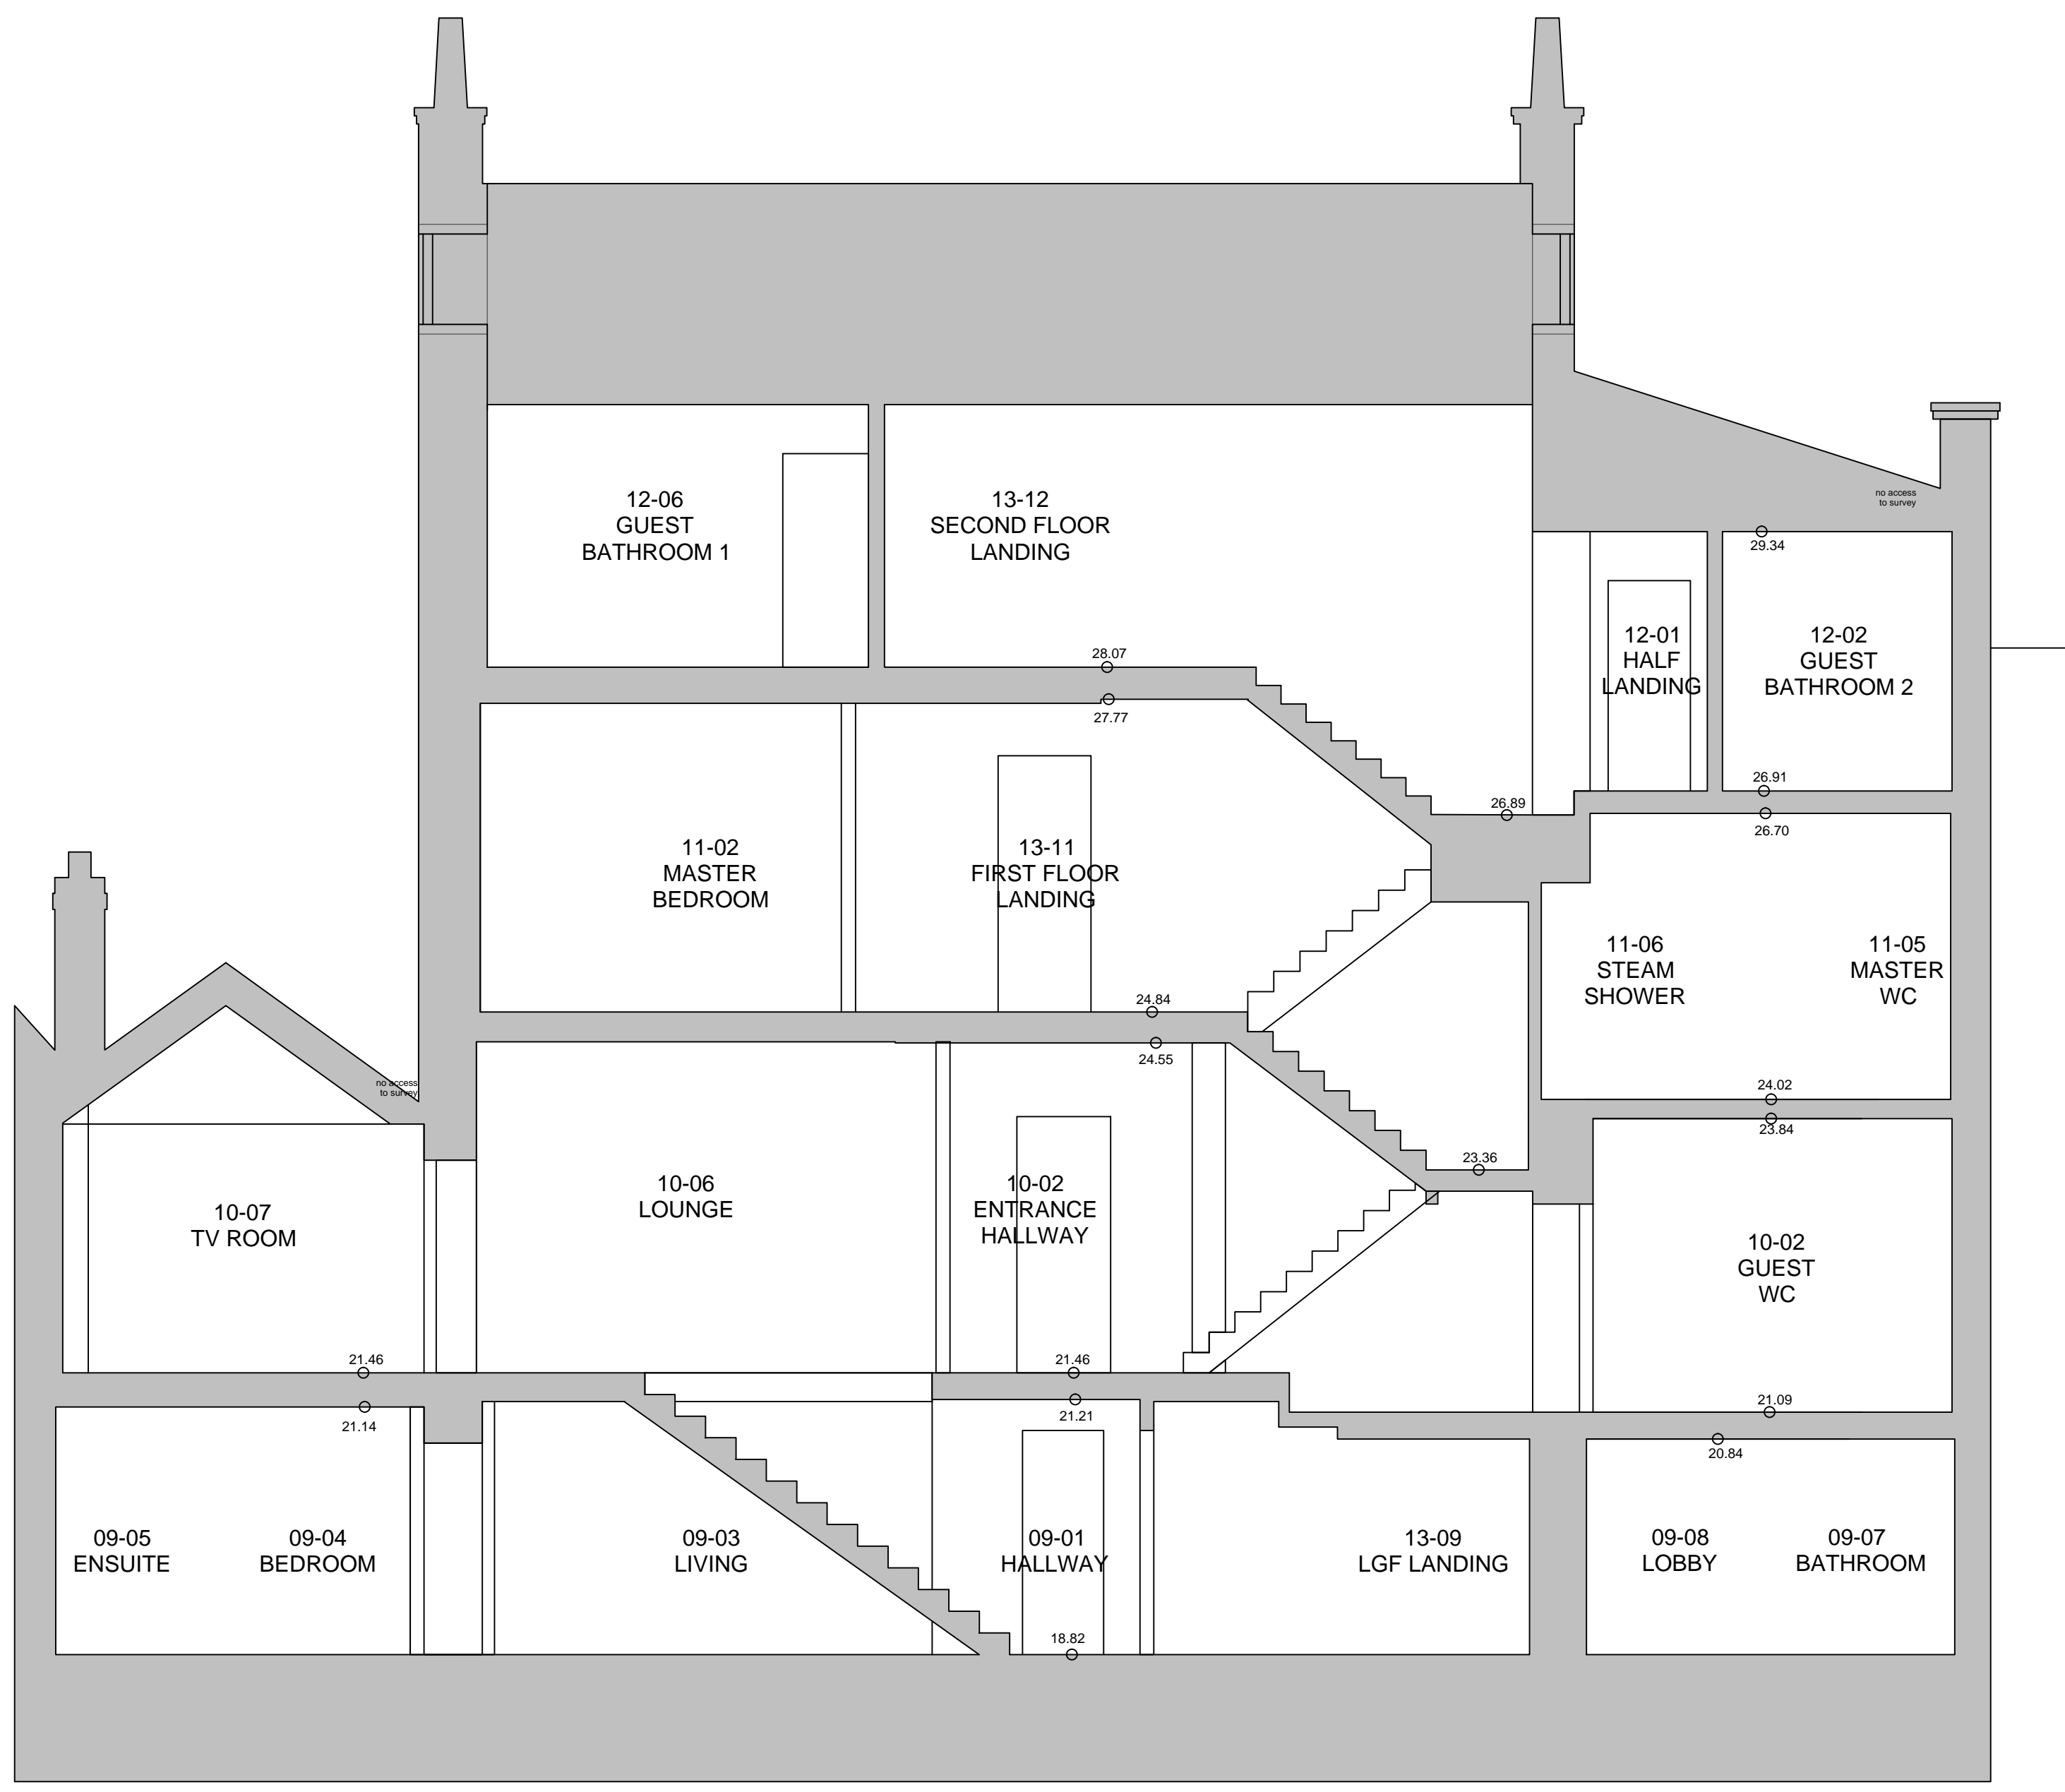 12-06
GUEST
BATHROOM 1
13-12
SECOND FLOOR
LANDING
no access
to survey
29.34
28.07
27.77
12-01
HALF
LANDING
12-02
GUEST
BATHROOM 2
26.91
26.89
26.70
11-02
MASTER
BEDROOM
13-11
FIRST FLOOR
LANDING
11-06
STEAM
SHOWER
11-05
MASTER
WC
24.84
24.55
24.02
23.84
no access
to survey
23.36
10-07
TV ROOM
10-06
LOUNGE
10-02
ENTRANCE
HALLWAY
10-02
GUEST
WC
21.46
21.46
21.09
21.14
21.21
20.84
09-05
ENSUITE
09-04
BEDROOM
09-03
LIVING
09-01
HALLWAY
13-09
LGF LANDING
09-08
LOBBY
09-07
BATHROOM
18.82